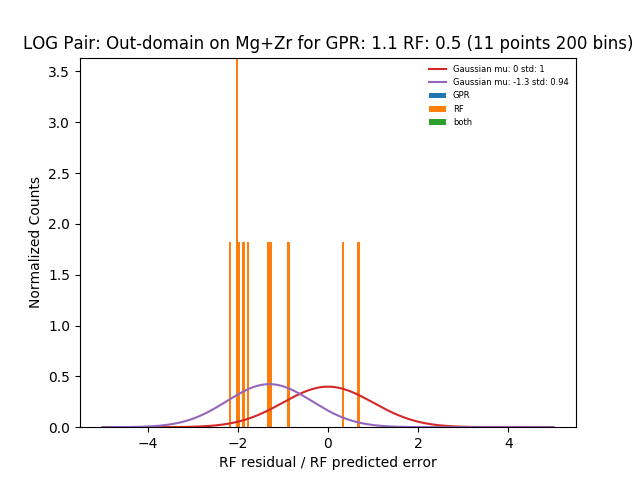 LOG Pair: Out-domain on Mg+Zr for GPR: 1.1 RF: 0.5 (11 points 200 bins)
Gaussian mu: 0 std: 1
Gaussian mu: -1.3 std: 0.94
GPR
RF
both
Normalized Counts
3.5
3.0
2.5
2.0
1.5
1.0
0.5
0.0
−4 −2 0 2 4
RF residual / RF predicted error